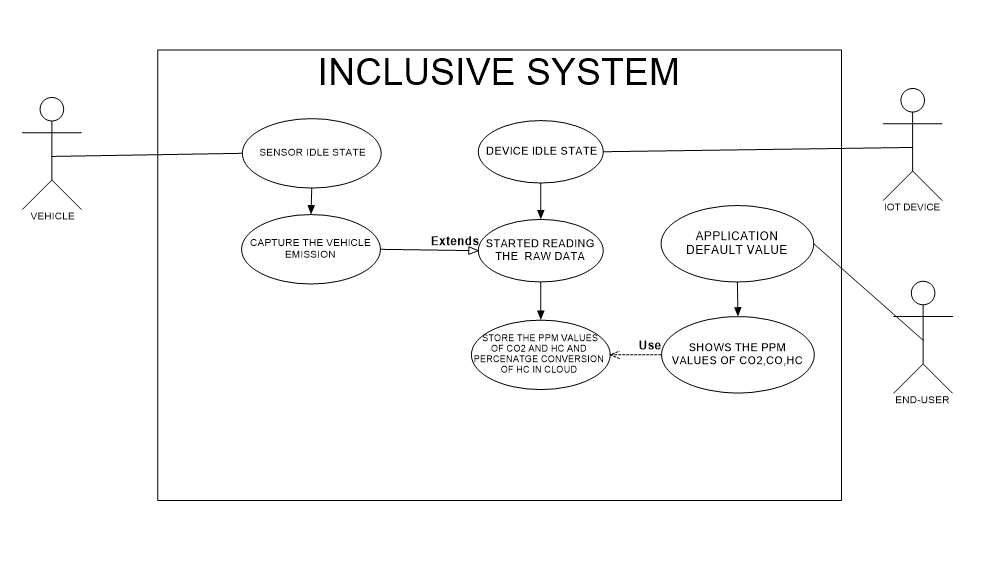 INCLUSIVE SYSTEM
VEHICLE
SENSOR IDLE STATE
DEVICE IDLE STATE
IOT DEVICE
CAPTURE THE VEHICLE
EMISSION
Extends
STARTED READING
THE RAW DATA
APPLICATION
DEFAULT VALUE
STORE THE PPM VALUES
OF CO2 AND HC AND
PERCENATGE CONVERSION
OF HC IN CLOUD
Use
SHOWS THE PPM
VALUES OF CO2,CO,HC
END-USER